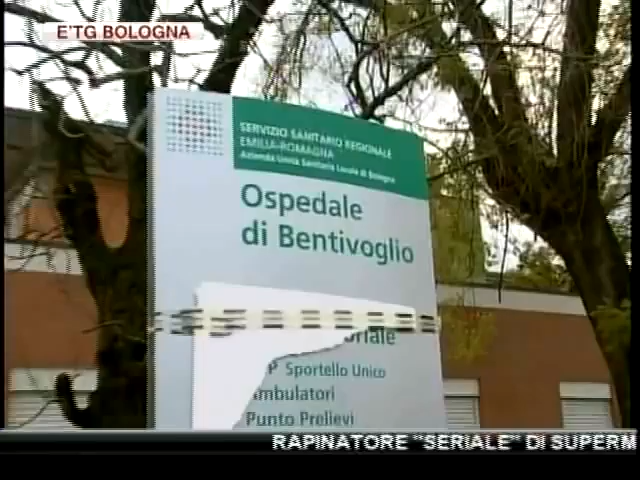 E'TG BOLOGNA
SERVIZIO SANITARIO REGIONALE
EMILIA-ROMAGNA
Azienda Unità Sanitaria Locale di Bologna
Ospedale
di Bentivoglio
Sportello Unico
Punto Prelievi
RAPINATORE "SERIALE" DI SUPERM